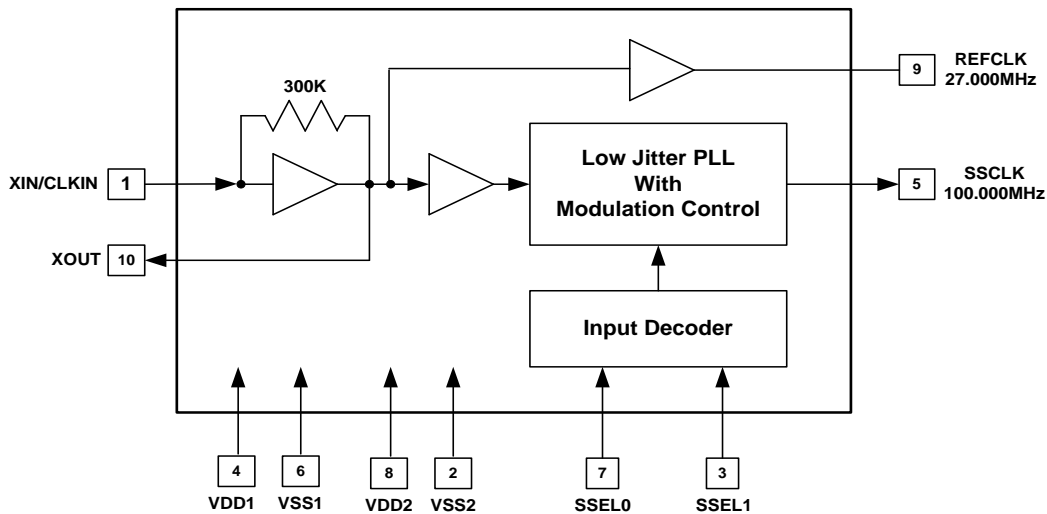 300K
REFCLK
27.000MHz
9
Low Jitter PLL
With
Modulation Control
XIN/CLKIN
1
5
SSCLK
100.000MHz
XOUT
10
Input Decoder
4
6
8
2
7
3
VDD1
VSS1
VDD2
VSS2
SSEL0
SSEL1